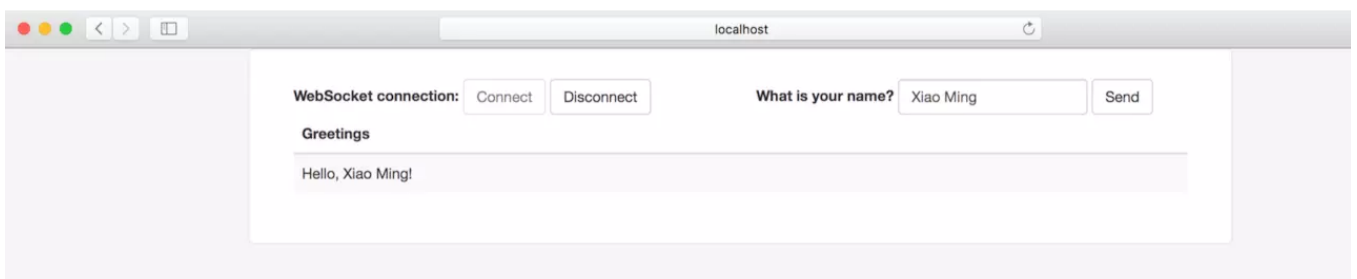 localhost
WebSocket connection: Connect Disconnect What is your name? Xiao Ming Send
Greetings
Hello, Xiao Ming!